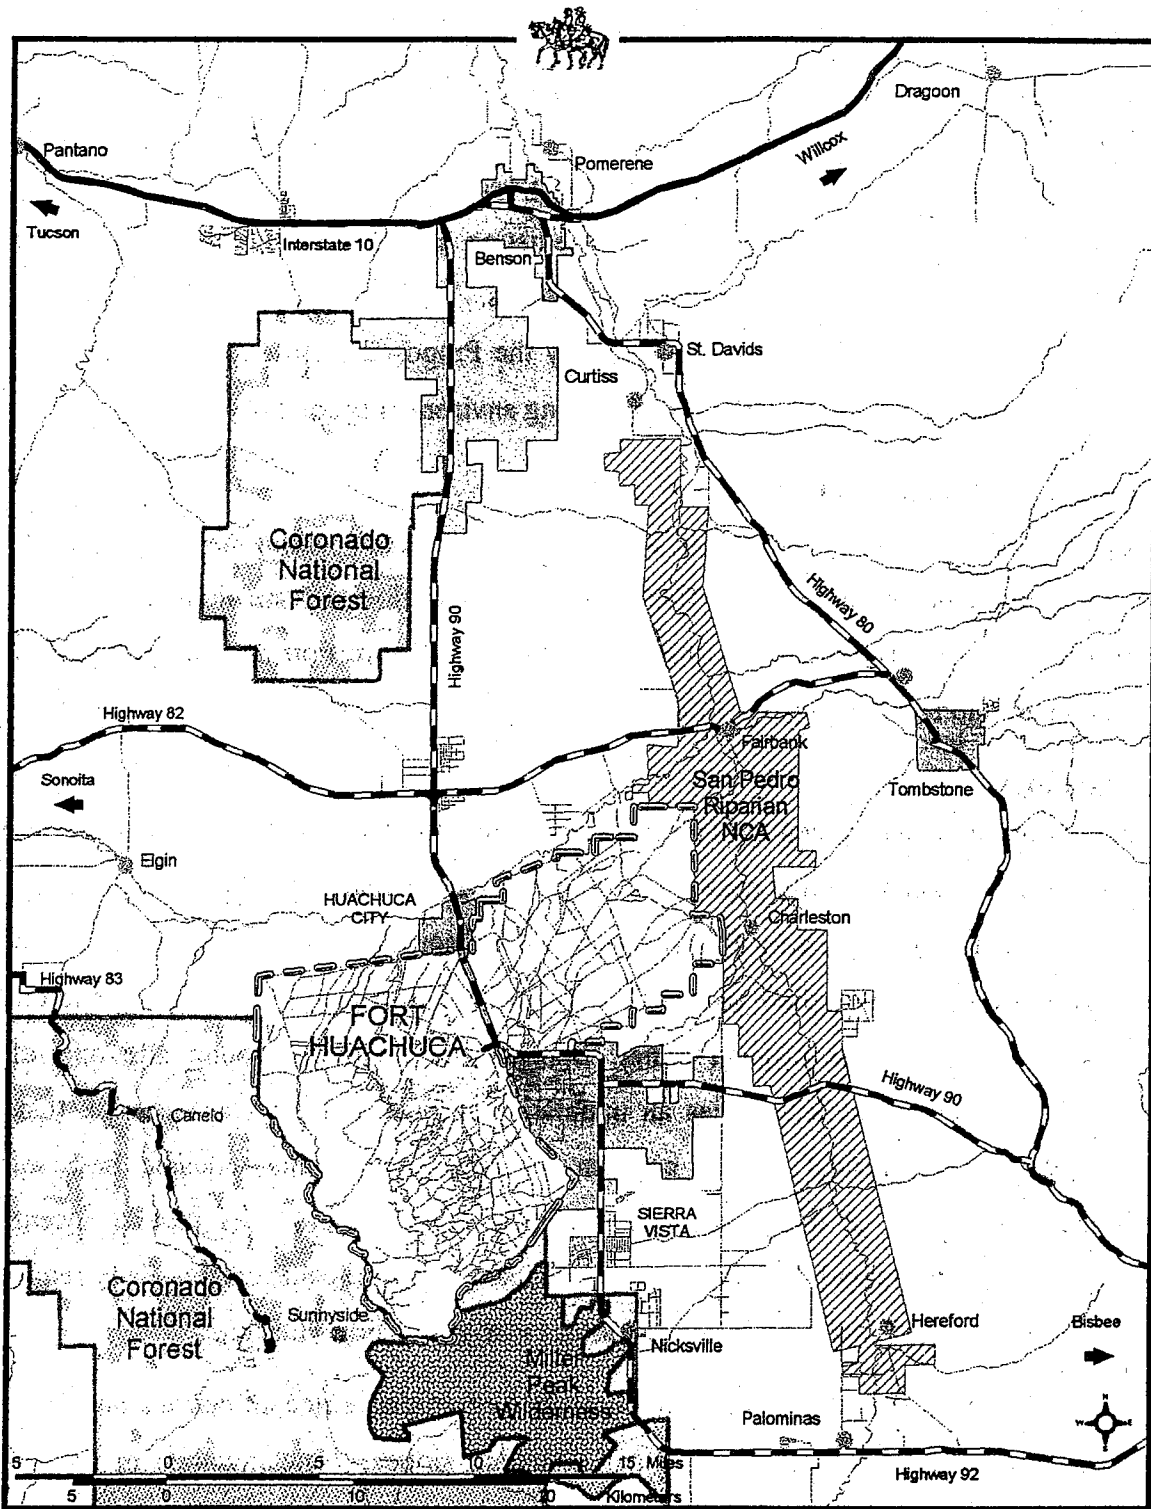 Dragoon
Pantano
Pomerene
Willcox
Tucson
Interstate 10
Benson
St. Davids
Curtiss
Coronado
National
Forest
Highway 80
Highway 90
Highway 82
Fairbank
Sonoita
San Pedro
Riparian
NCA
Tombstone
Elgin
HUACHUCA
CITY
Charleston
Highway 83
FORT
HUACHUCA
Highway 90
Canelo
SIERRA
VISTA
Coronado
National
Forest
Sunnyside
Hereford
Bisbee
Nicksville
Miller
Peak
Wilderness
N
W E
S
Palominas
5 0 5 10 15 Miles
Highway 92
5 0 10 20 Kilometers